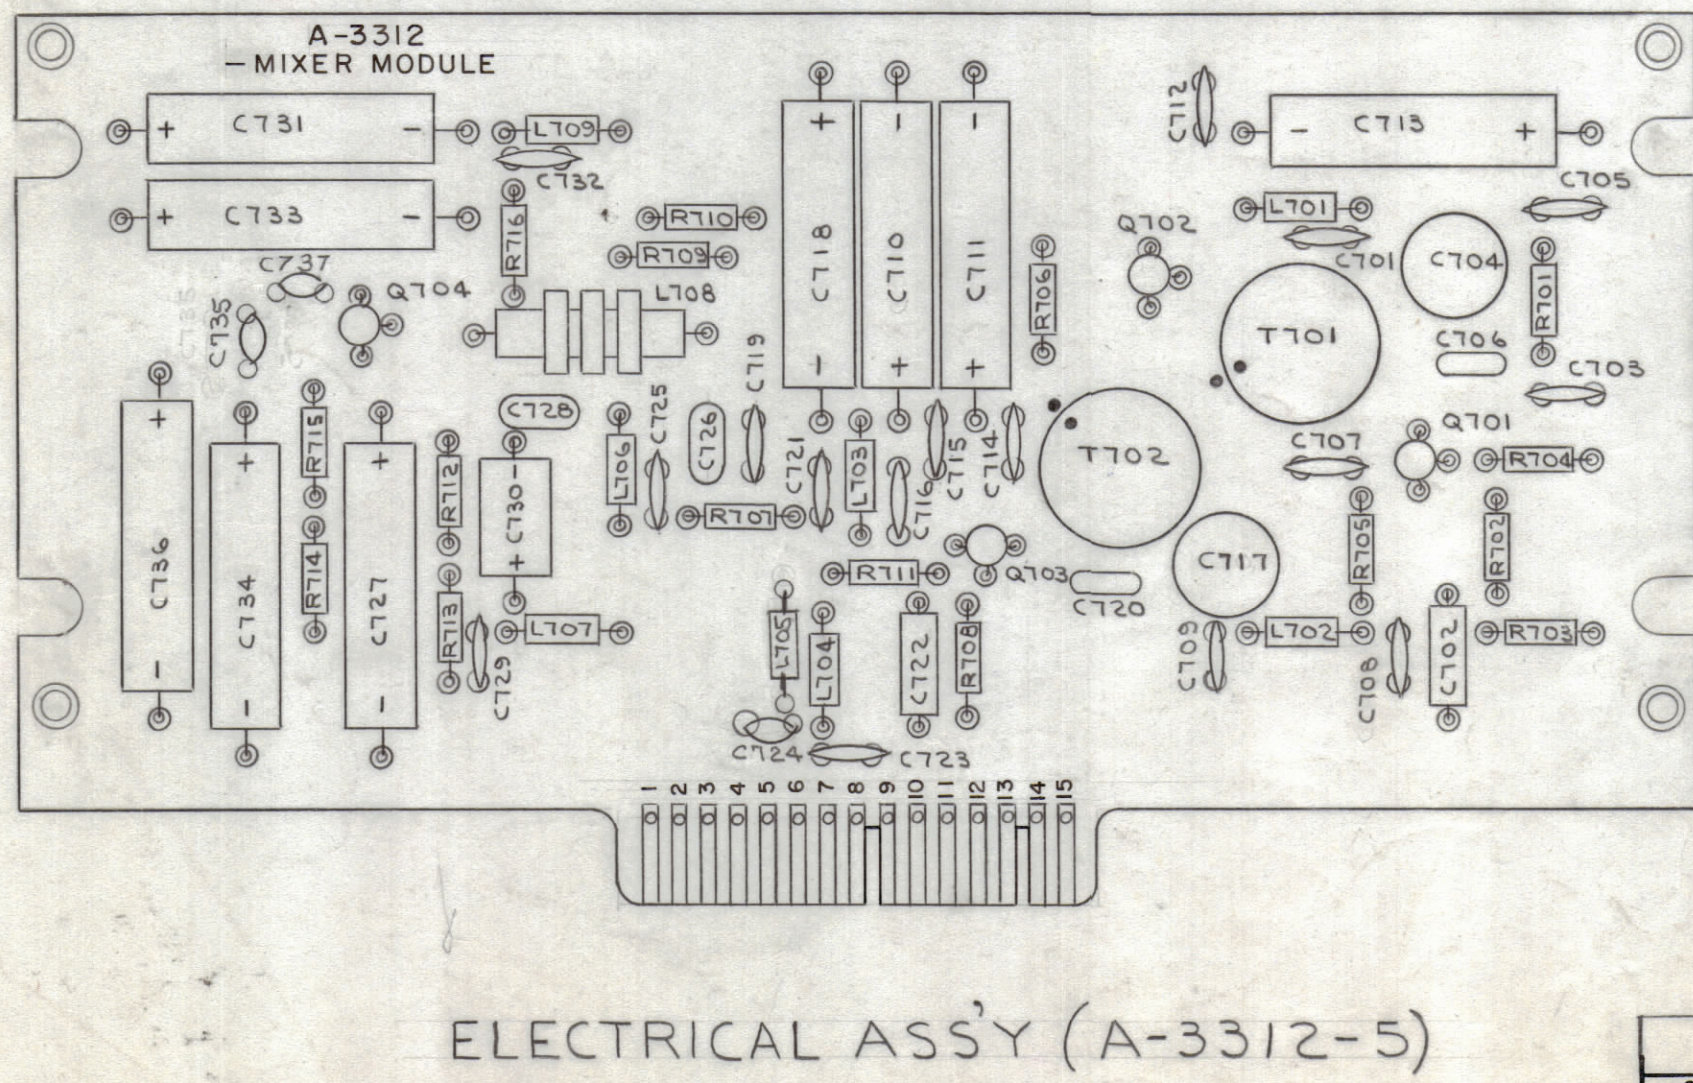 A-3312
- MIXER MODULE
+ C731 -
L709
C732
+ C733 -
R716
R710
R709
C737
Q704
L708
C735
C719
+ C718 -
- C710 +
- C711 +
R706
C712
- C713 +
C705
L701
Q702
C701
C704
R701
T701
C706
C703
T702
C707
Q701
R704
+ C736 -
+ C734 -
R715
R714
+ C727 -
R712
R713
C728
C730 -
+
L706
C725
C726
C721
R707
L703
C716
C715
C714
Q703
R711
C720
C717
R705
R702
C729
L707
L705
L704
C722
R708
C709
L702
C708
C702
R703
C724
C723
1 2 3 4 5 6 7 8 9 10 11 12 13 14 15
ELECTRICAL ASS'Y (A-3312-5)